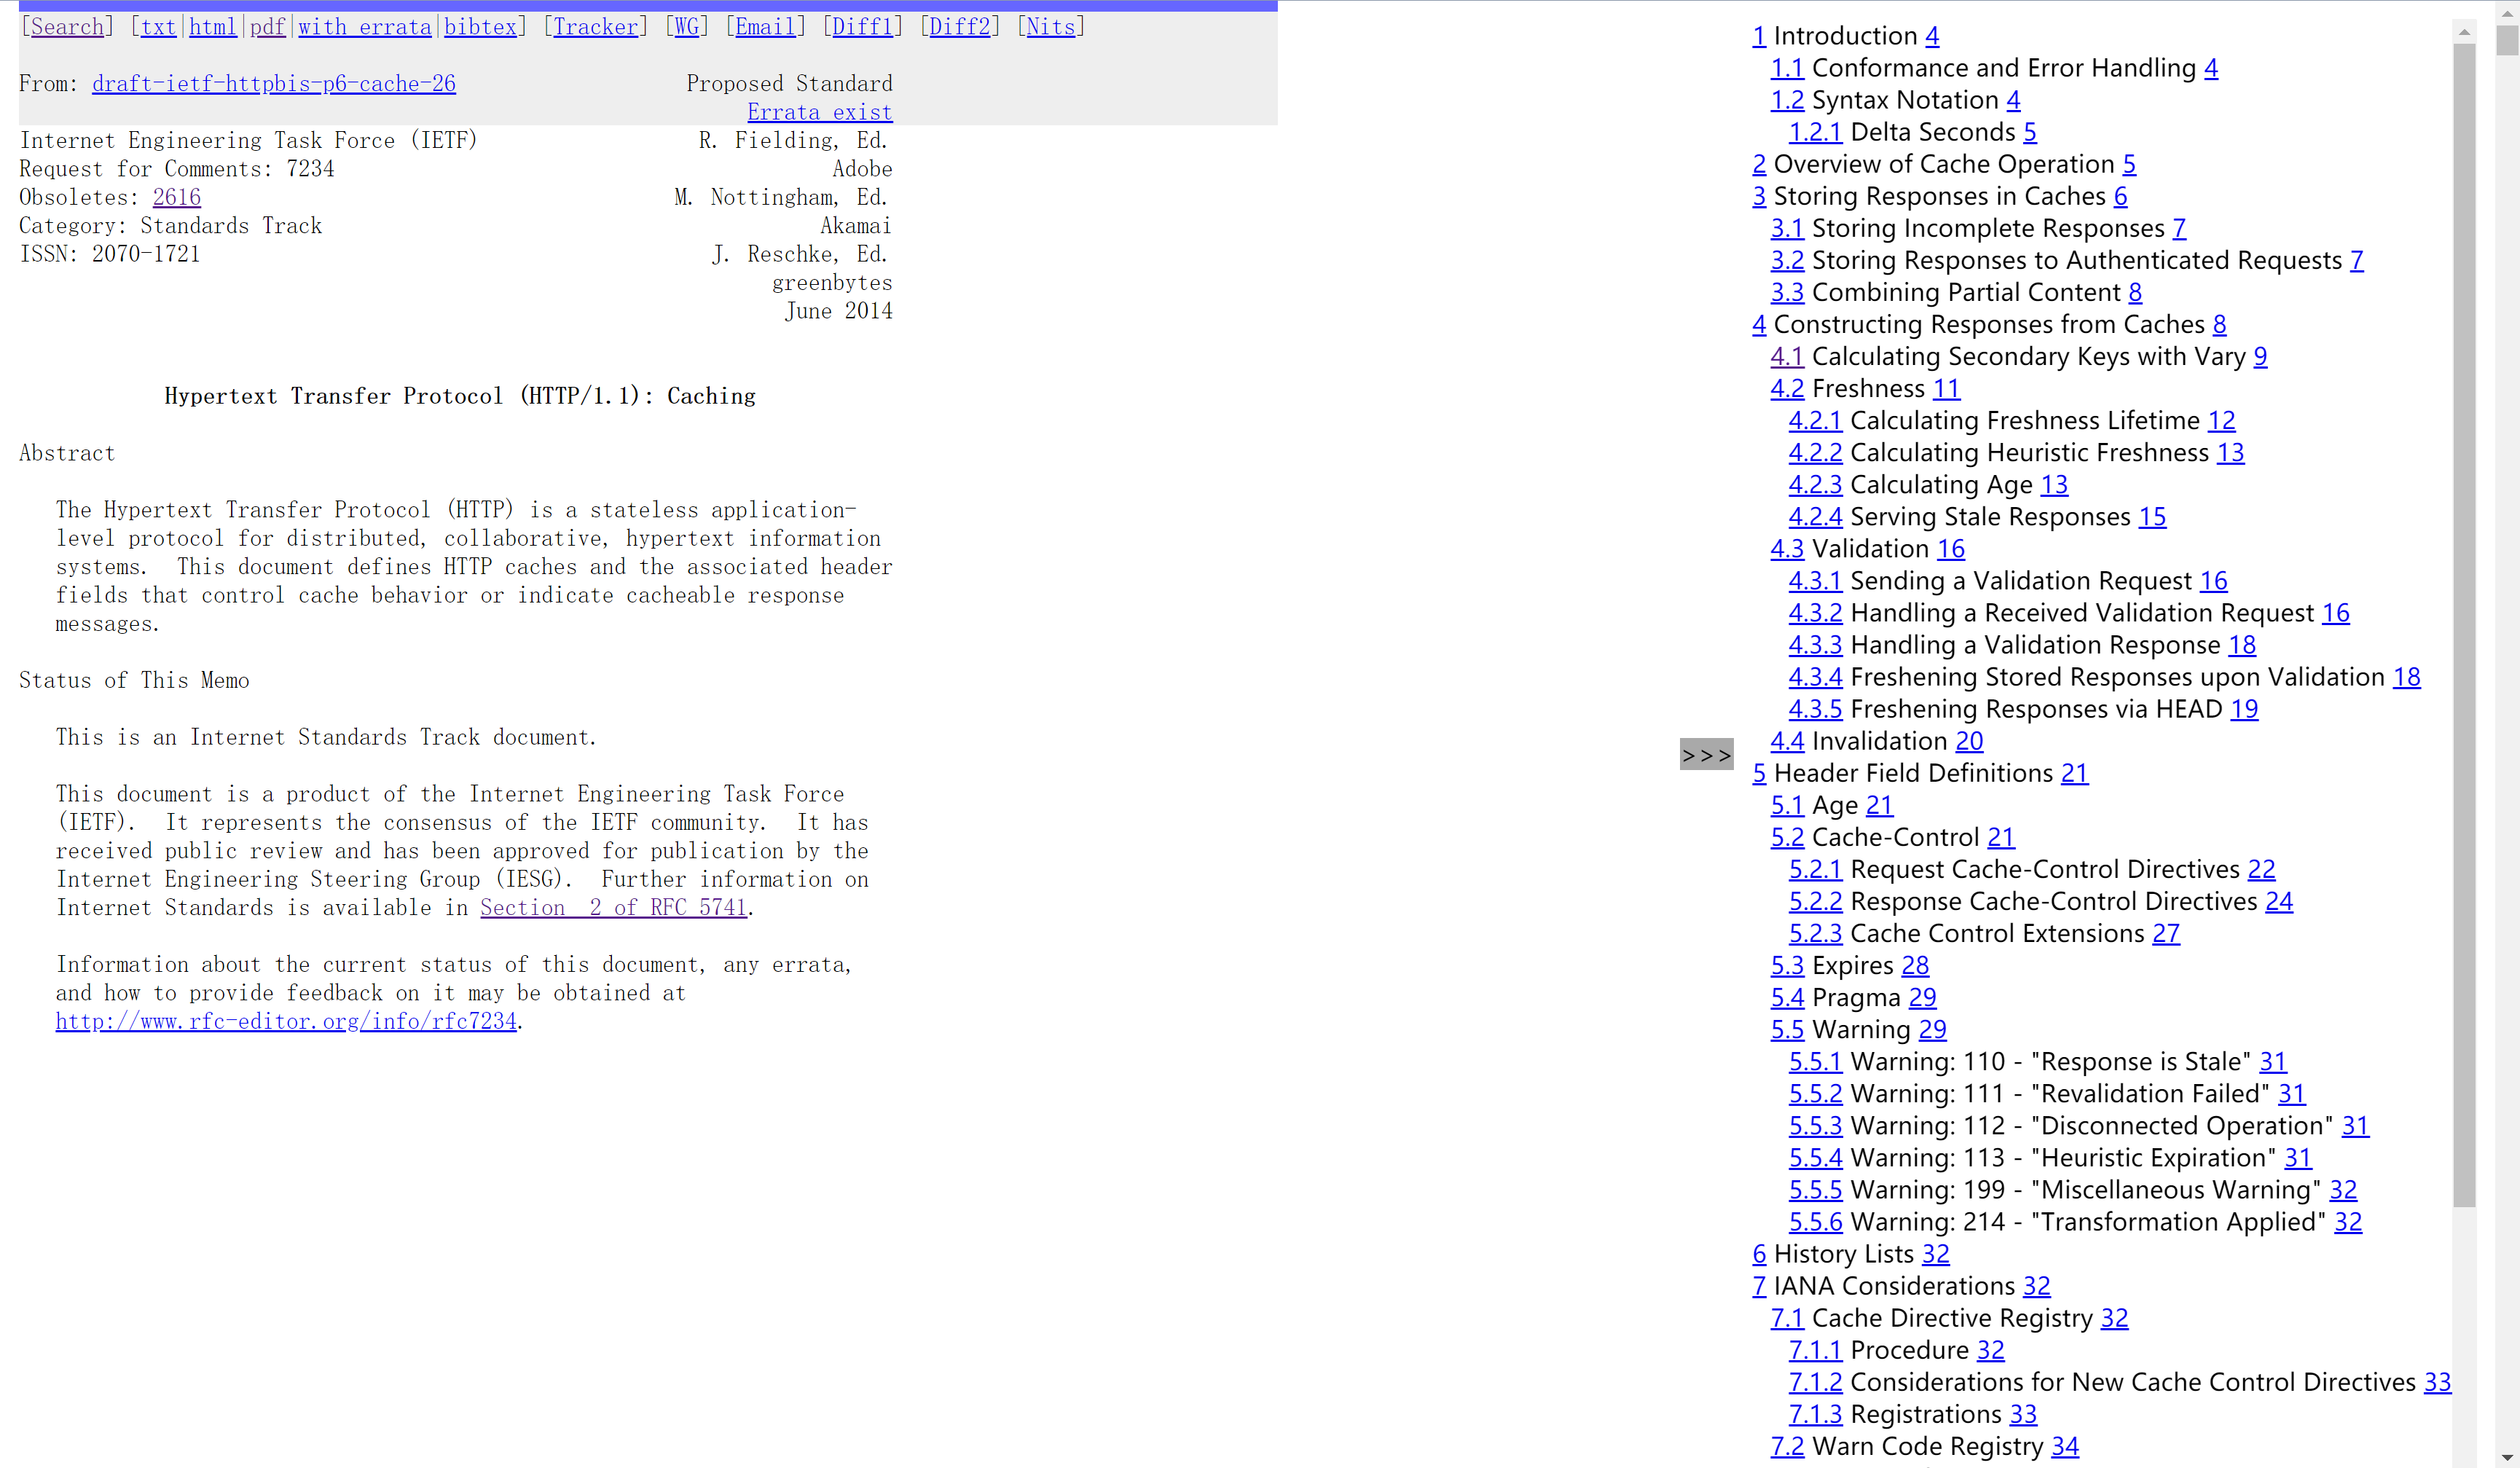 [Search] [txt|html|pdf|with errata|bibtex] [Tracker] [WG] [Email] [Diff1] [Diff2] [Nits]
From: draft-ietf-httpbis-p6-cache-26 Proposed Standard
Errata exist
Internet Engineering Task Force (IETF) R. Fielding, Ed.
Request for Comments: 7234 Adobe
Obsoletes: 2616 M. Nottingham, Ed.
Category: Standards Track Akamai
ISSN: 2070-1721 J. Reschke, Ed.
greenbytes
June 2014
Hypertext Transfer Protocol (HTTP/1.1): Caching
Abstract
The Hypertext Transfer Protocol (HTTP) is a stateless application-
level protocol for distributed, collaborative, hypertext information
systems. This document defines HTTP caches and the associated header
fields that control cache behavior or indicate cacheable response
messages.
Status of This Memo
This is an Internet Standards Track document.
This document is a product of the Internet Engineering Task Force
(IETF). It represents the consensus of the IETF community. It has
received public review and has been approved for publication by the
Internet Engineering Steering Group (IESG). Further information on
Internet Standards is available in Section 2 of RFC 5741.
Information about the current status of this document, any errata,
and how to provide feedback on it may be obtained at
http://www.rfc-editor.org/info/rfc7234.
>>>
1 Introduction 4
1.1 Conformance and Error Handling 4
1.2 Syntax Notation 4
1.2.1 Delta Seconds 5
2 Overview of Cache Operation 5
3 Storing Responses in Caches 6
3.1 Storing Incomplete Responses 7
3.2 Storing Responses to Authenticated Requests 7
3.3 Combining Partial Content 8
4 Constructing Responses from Caches 8
4.1 Calculating Secondary Keys with Vary 9
4.2 Freshness 11
4.2.1 Calculating Freshness Lifetime 12
4.2.2 Calculating Heuristic Freshness 13
4.2.3 Calculating Age 13
4.2.4 Serving Stale Responses 15
4.3 Validation 16
4.3.1 Sending a Validation Request 16
4.3.2 Handling a Received Validation Request 16
4.3.3 Handling a Validation Response 18
4.3.4 Freshening Stored Responses upon Validation 18
4.3.5 Freshening Responses via HEAD 19
4.4 Invalidation 20
5 Header Field Definitions 21
5.1 Age 21
5.2 Cache-Control 21
5.2.1 Request Cache-Control Directives 22
5.2.2 Response Cache-Control Directives 24
5.2.3 Cache Control Extensions 27
5.3 Expires 28
5.4 Pragma 29
5.5 Warning 29
5.5.1 Warning: 110 - "Response is Stale" 31
5.5.2 Warning: 111 - "Revalidation Failed" 31
5.5.3 Warning: 112 - "Disconnected Operation" 31
5.5.4 Warning: 113 - "Heuristic Expiration" 31
5.5.5 Warning: 199 - "Miscellaneous Warning" 32
5.5.6 Warning: 214 - "Transformation Applied" 32
6 History Lists 32
7 IANA Considerations 32
7.1 Cache Directive Registry 32
7.1.1 Procedure 32
7.1.2 Considerations for New Cache Control Directives 33
7.1.3 Registrations 33
7.2 Warn Code Registry 34